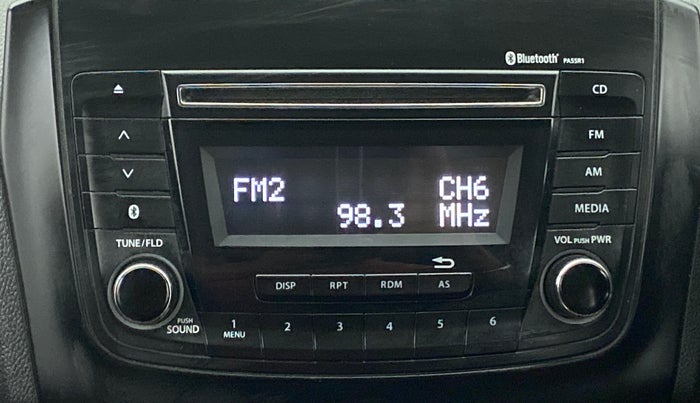 Bluetooth® PA5SR1
CD
FM
AM
MEDIA
FM2 CH6
98.3 MHz
TUNE/FLD
VOL PUSH PWR
DISP RPT RDM AS
PUSH
SOUND
1 2 3 4 5 6
MENU